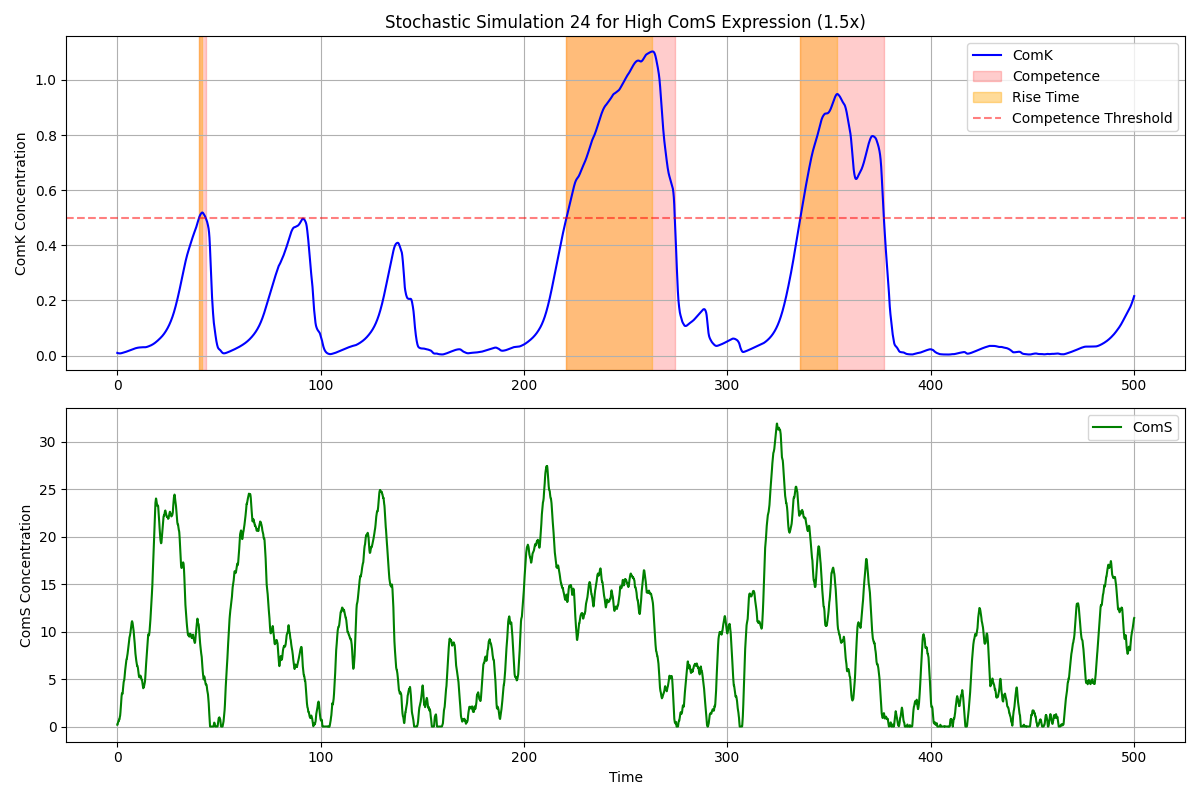 Stochastic Simulation 24 for High ComS Expression (1.5x)
ComK Concentration
1.0
0.8
0.6
0.4
0.2
0.0
0 100 200 300 400 500
ComK
Competence
Rise Time
Competence Threshold
ComS Concentration
30
25
20
15
10
5
0
0 100 200 300 400 500
Time
ComS